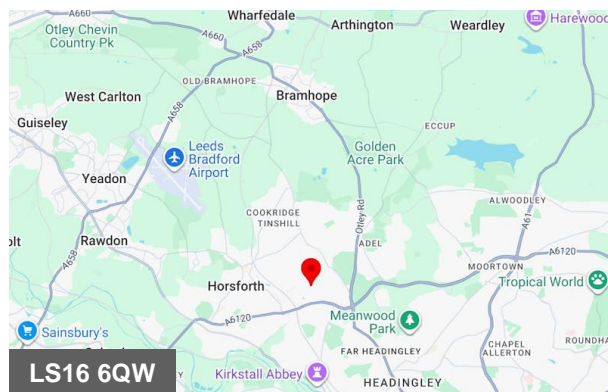 A660
Wharfedale
Arthington
Weardley
Harewood
Otley Chevin
Country Pk
A660
A658
OLD BRAMHOPE
West Carlton
A658
Bramhope
A61
Guiseley
ECCUP
Leeds
Bradford
Airport
Golden
Acre Park
Yeadon
Otley Rd
ALWOODLEY
COOKRIDGE
TINSHILL
ADEL
A61
Rawdon
A6120
MOORTOWN
A658
Horsforth
Tropical World
A6120
Meanwood
Park
Sainsbury's
CHAPEL
ALLERTON
ROUNDHA
FAR HEADINGLEY
Kirkstall Abbey
HEADINGLEY
LS16 6QW